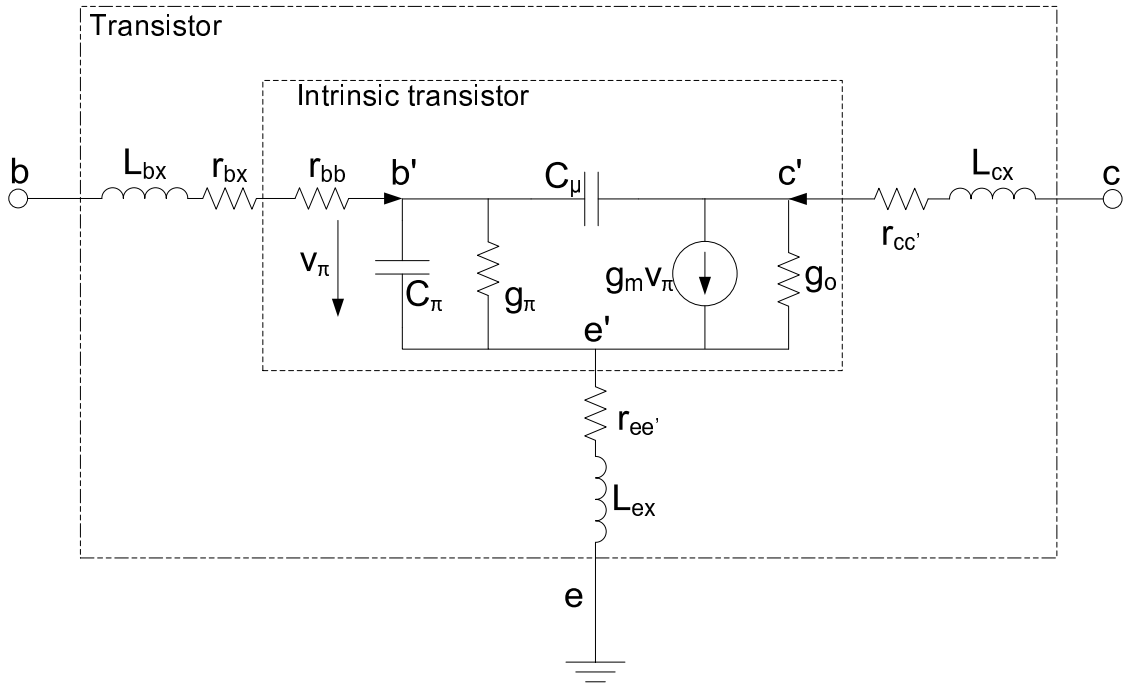 Transistor
Intrinsic transistor
b
Lbx
rbx
rbb
b'
Cμ
c'
Lcx
c
rcc'
vπ
Cπ
gπ
gmvπ
go
e'
ree'
Lex
e